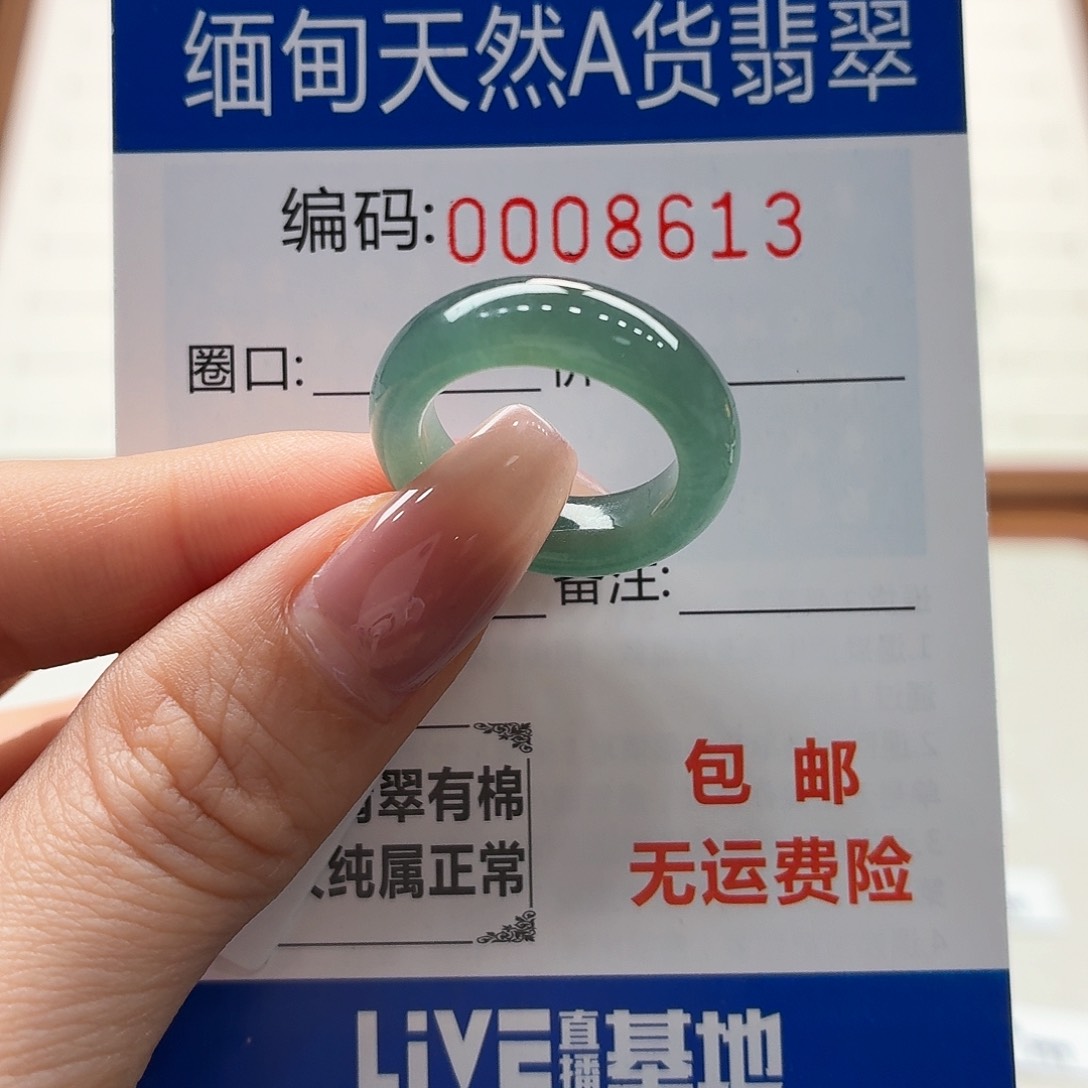 缅甸天然A货翡翠
编码:0008613
圈口:
备注:
翠有棉
纯属正常
包邮
无运费险
LiVE直播基地